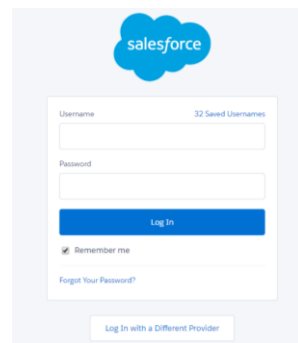 salesforce
Username 32 Saved Usernames
Password
Log In
Remember me
Forgot Your Password?
Log In with a Different Provider